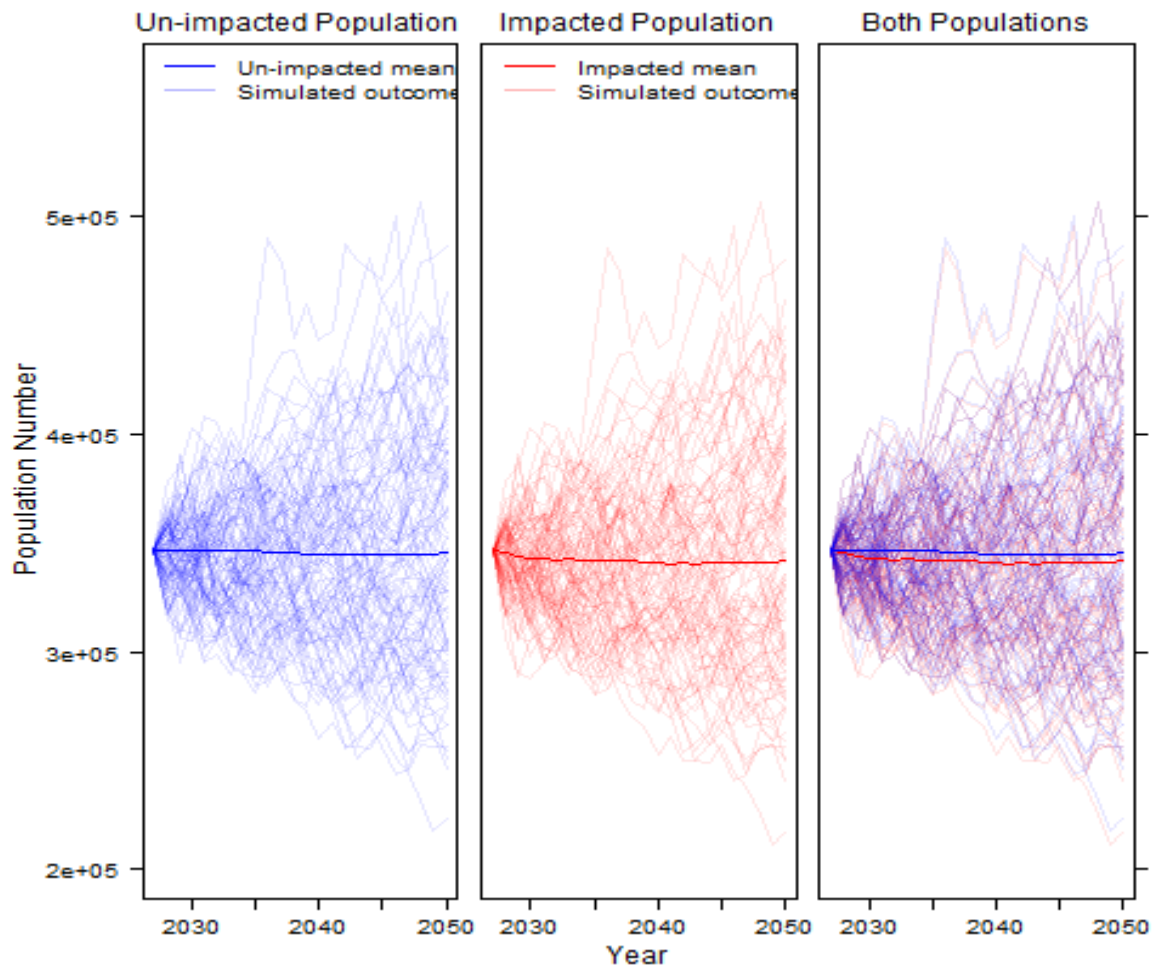 Un-impacted Population
Impacted Population
Both Populations
Un-impacted mean
Simulated outcome
Impacted mean
Simulated outcome
Population Number
5e+05
4e+05
3e+05
2e+05
2030
2040
2050
2030
2040
2050
2030
2040
2050
Year